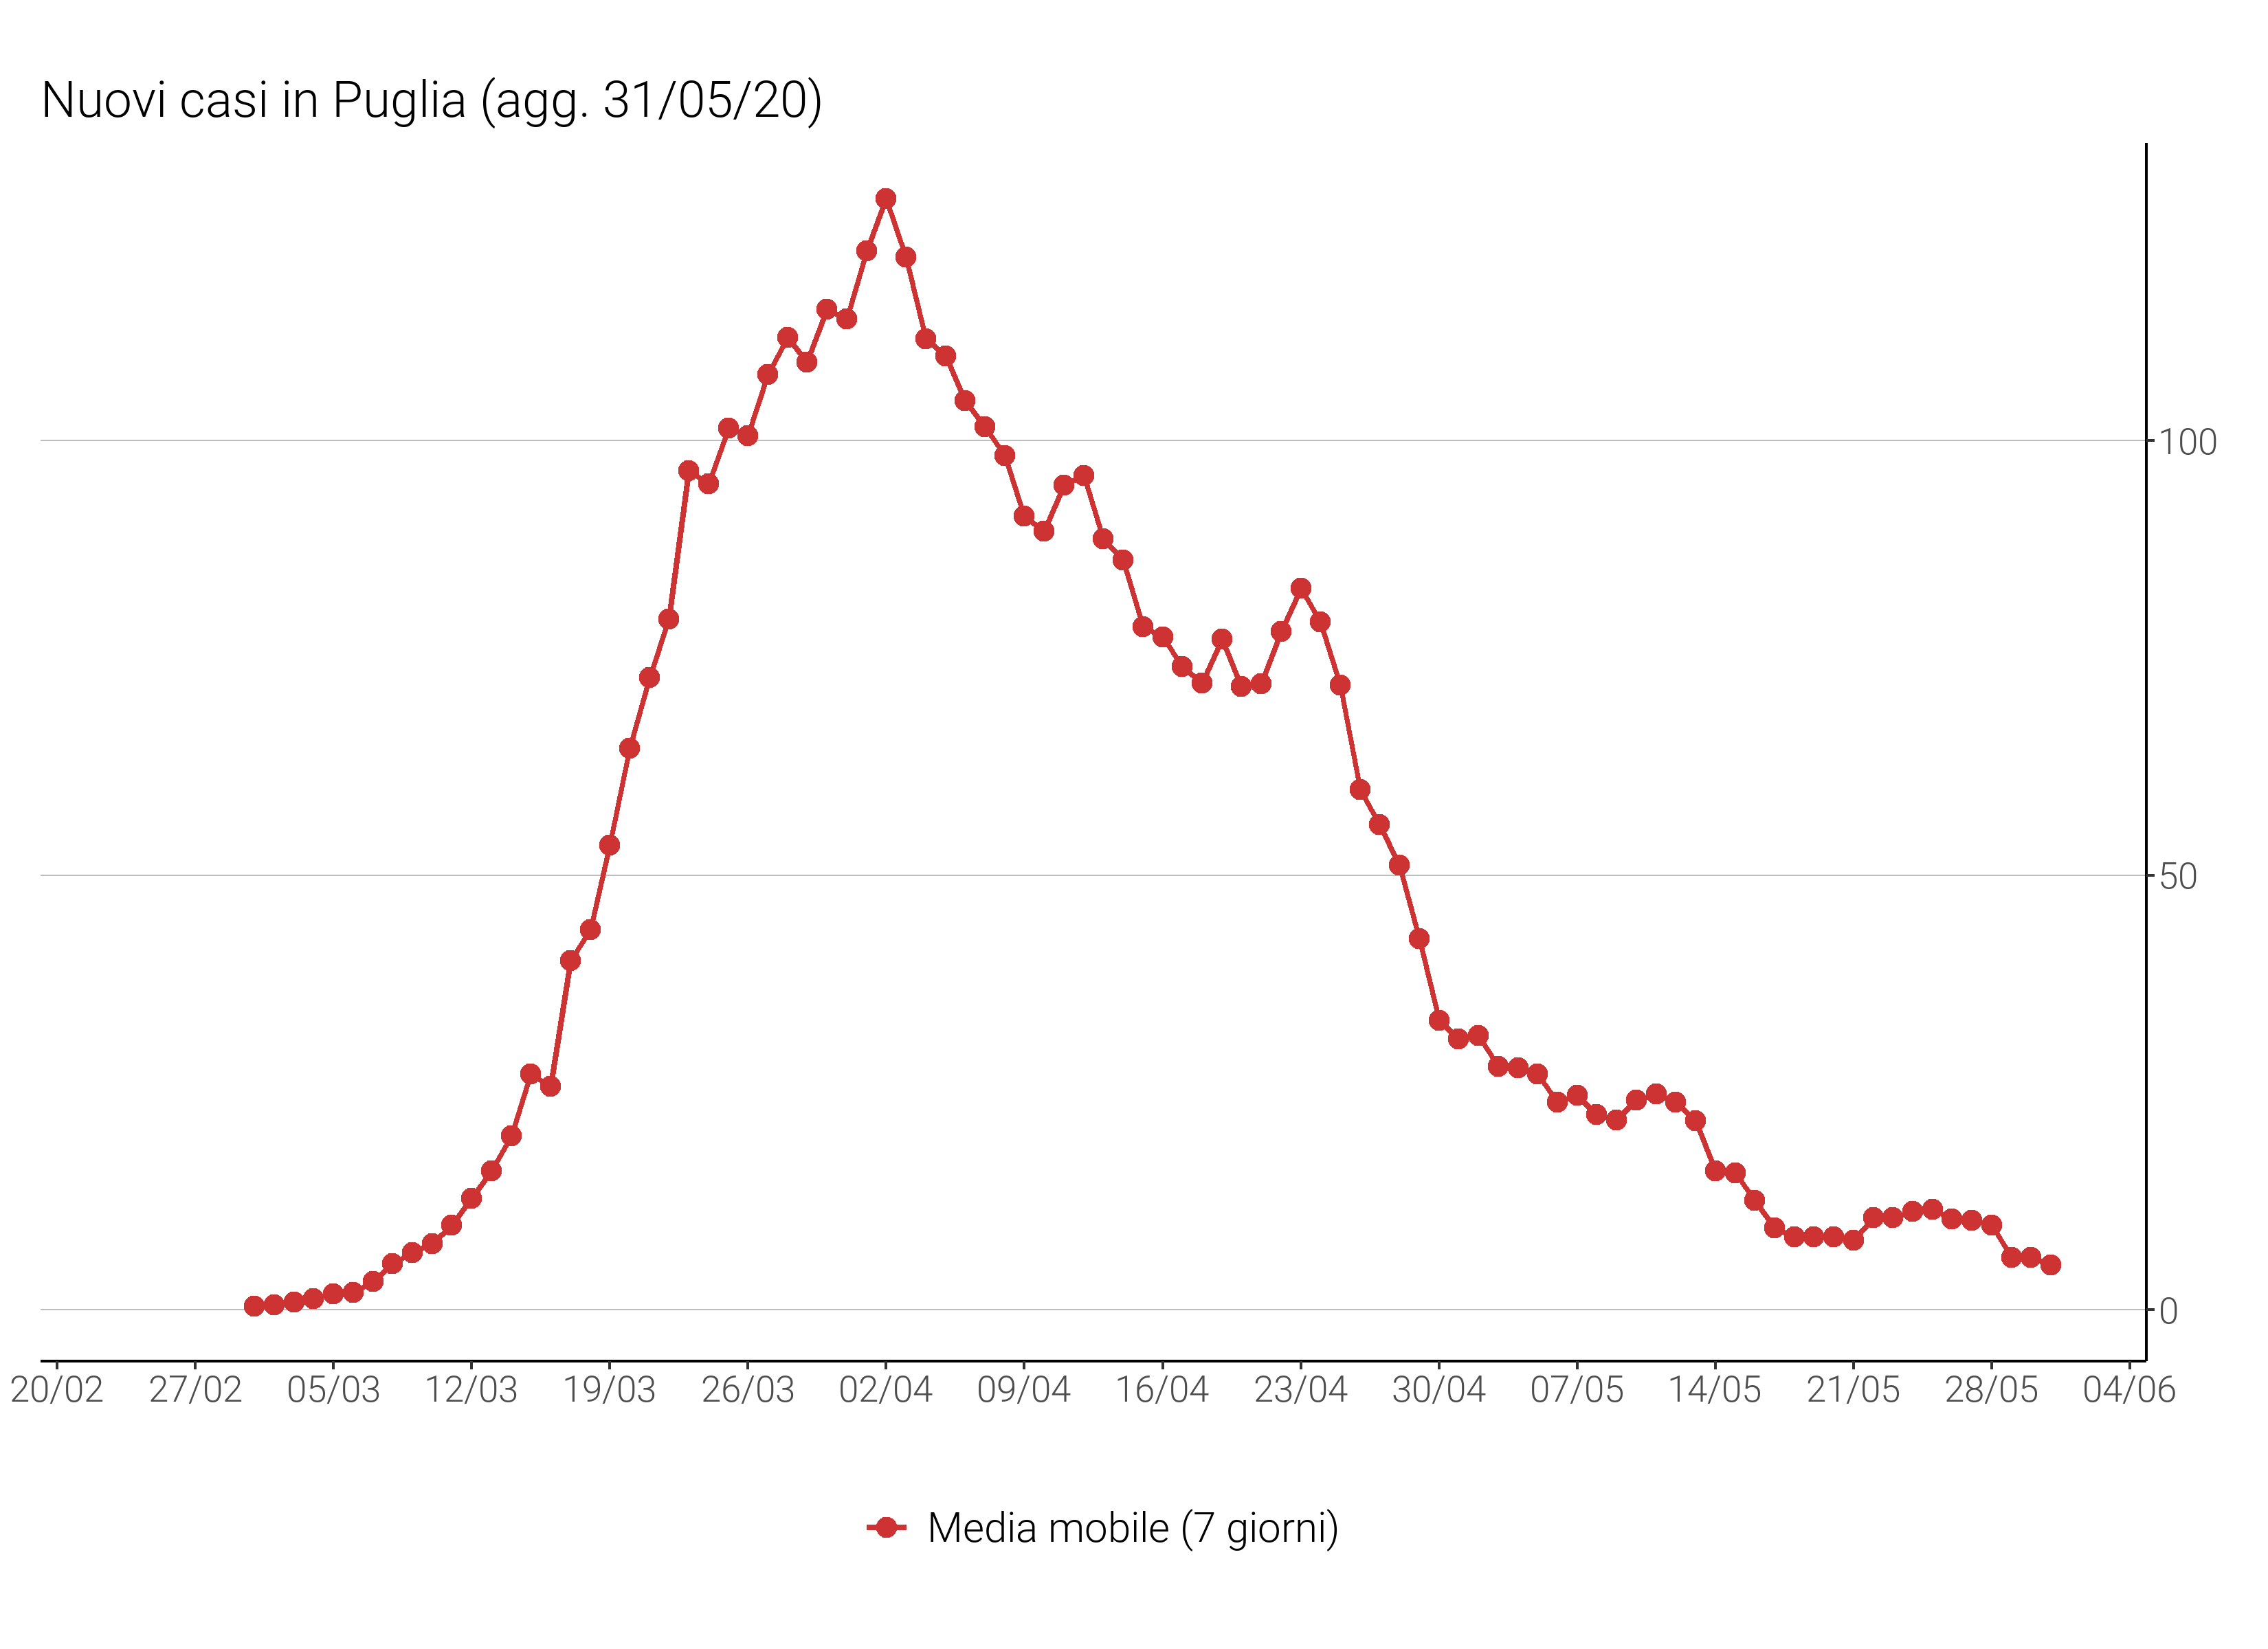 Nuovi casi in Puglia (agg. 31/05/20)
100
50
0
20/02 27/02 05/03 12/03 19/03 26/03 02/04 09/04 16/04 23/04 30/04 07/05 14/05 21/05 28/05 04/06
Media mobile (7 giorni)